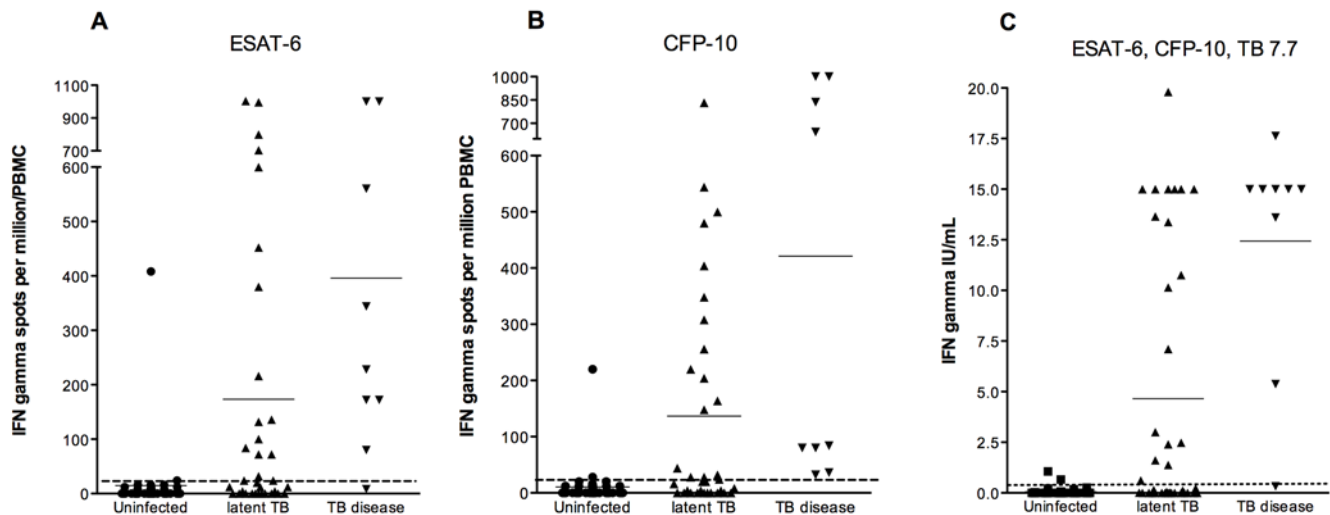 A
ESAT-6
IFN gamma spots per million/PBMC
1100
1000
900
700
600
500
400
300
200
100
0
Uninfected
latent TB
TB disease
B
CFP-10
IFN gamma spots per million PBMC
1000
850
700
600
500
400
300
200
100
0
Uninfected
latent TB
TB disease
C
ESAT-6, CFP-10, TB 7.7
IFN gamma IU/mL
20.0
17.5
15.0
12.5
10.0
7.5
5.0
2.5
0.0
Uninfected
latent TB
TB disease